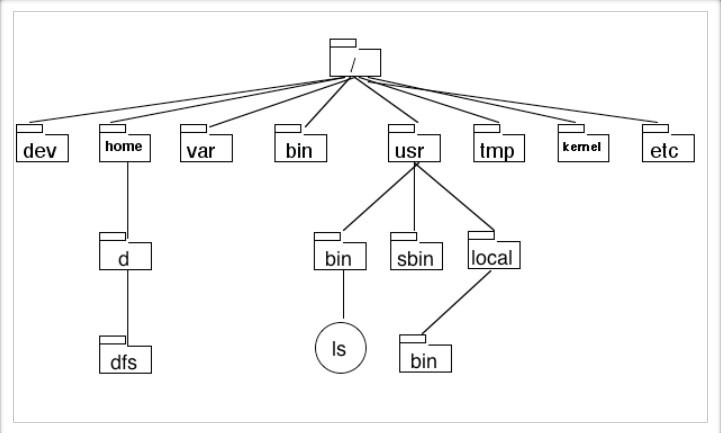 /
dev home var bin usr tmp kernel etc
d bin sbin local
dfs ls bin